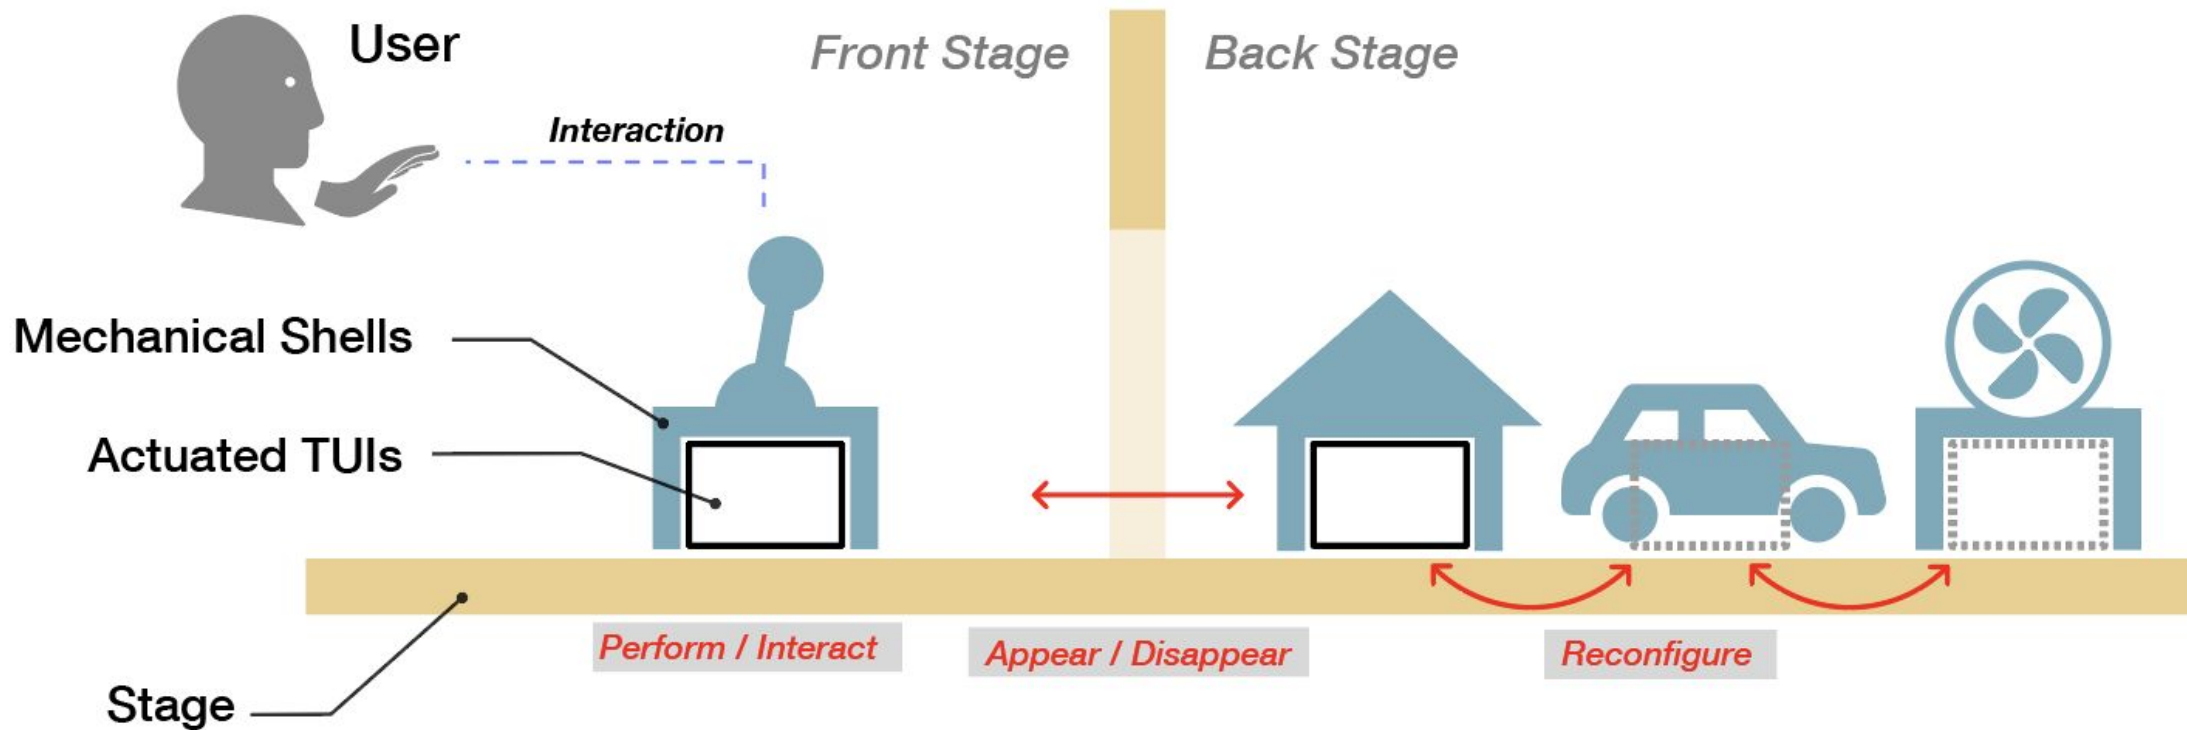 User
Front Stage
Back Stage
Interaction
Mechanical Shells
Actuated TUIs
Perform / Interact
Appear / Disappear
Reconfigure
Stage